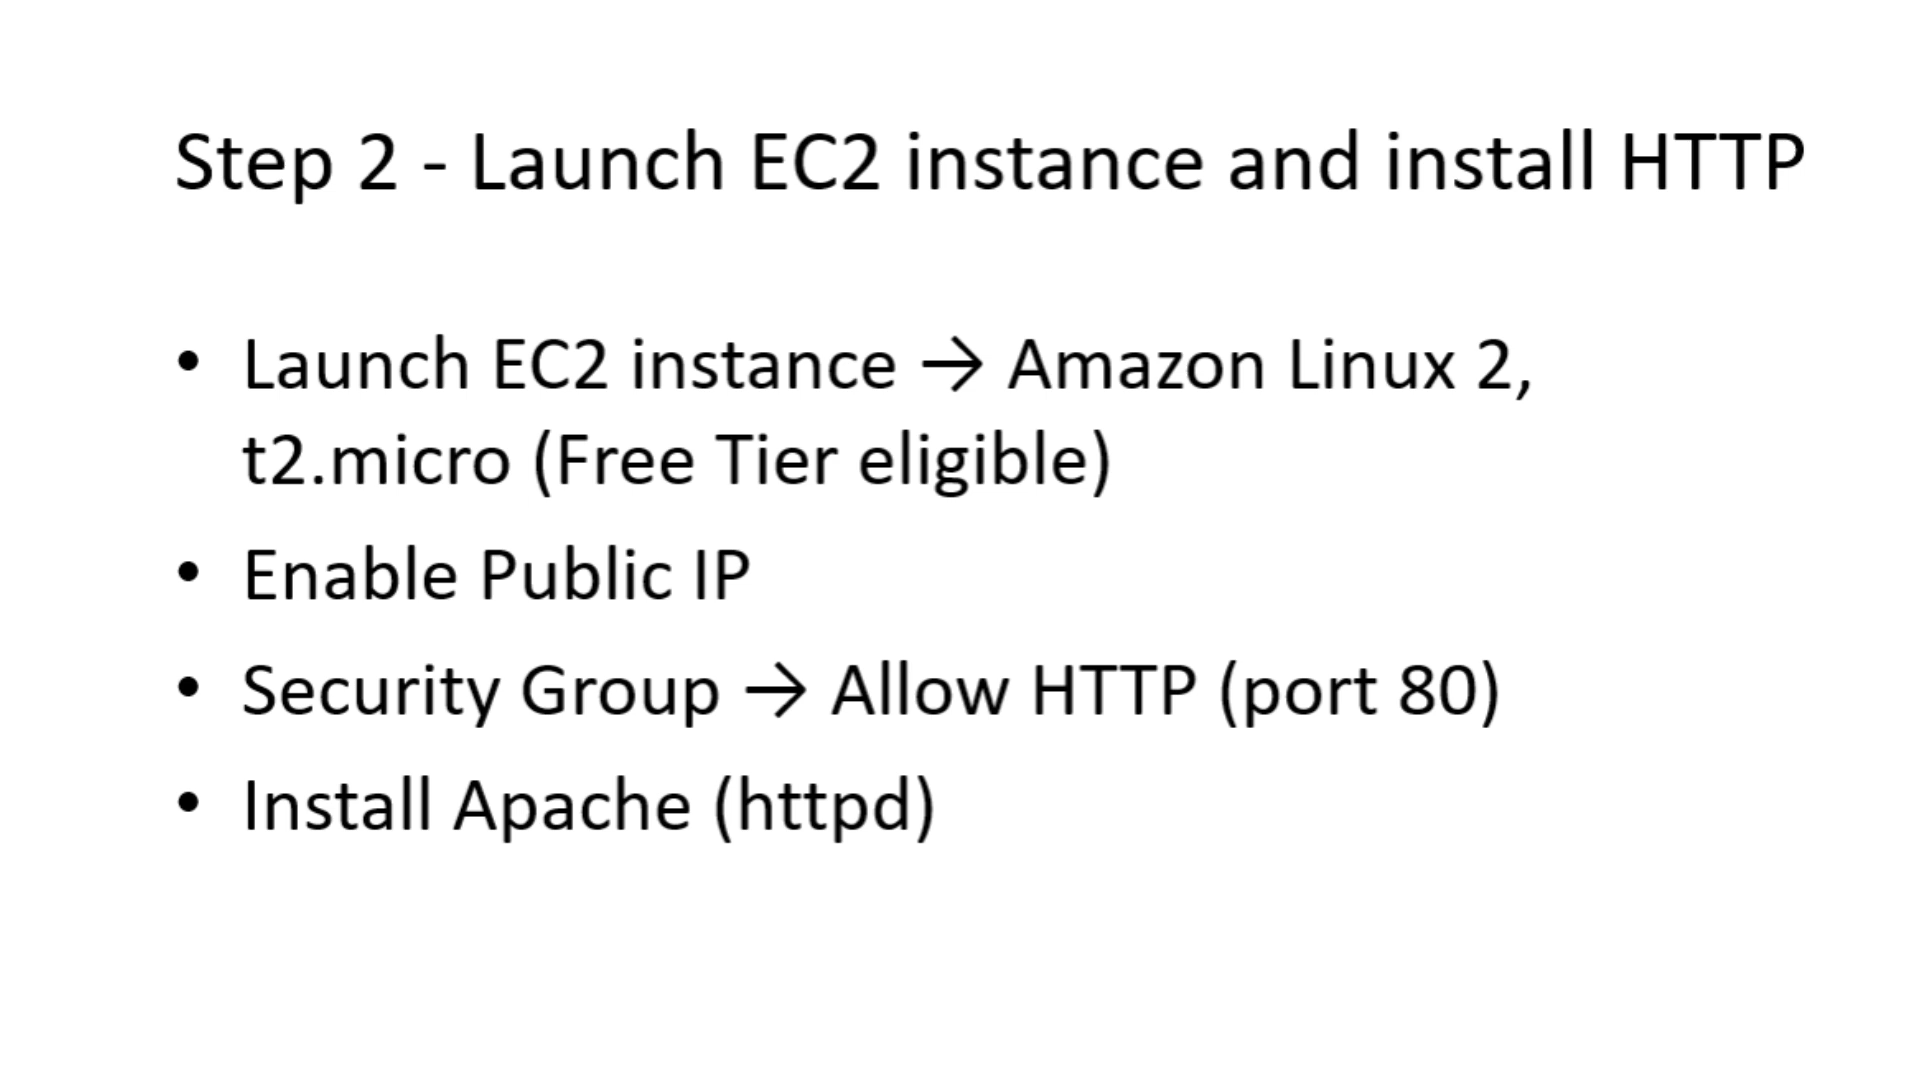 Step 2 - Launch EC2 instance and install HTTP
• Launch EC2 instance → Amazon Linux 2,
t2.micro (Free Tier eligible)
• Enable Public IP
• Security Group → Allow HTTP (port 80)
• Install Apache (httpd)